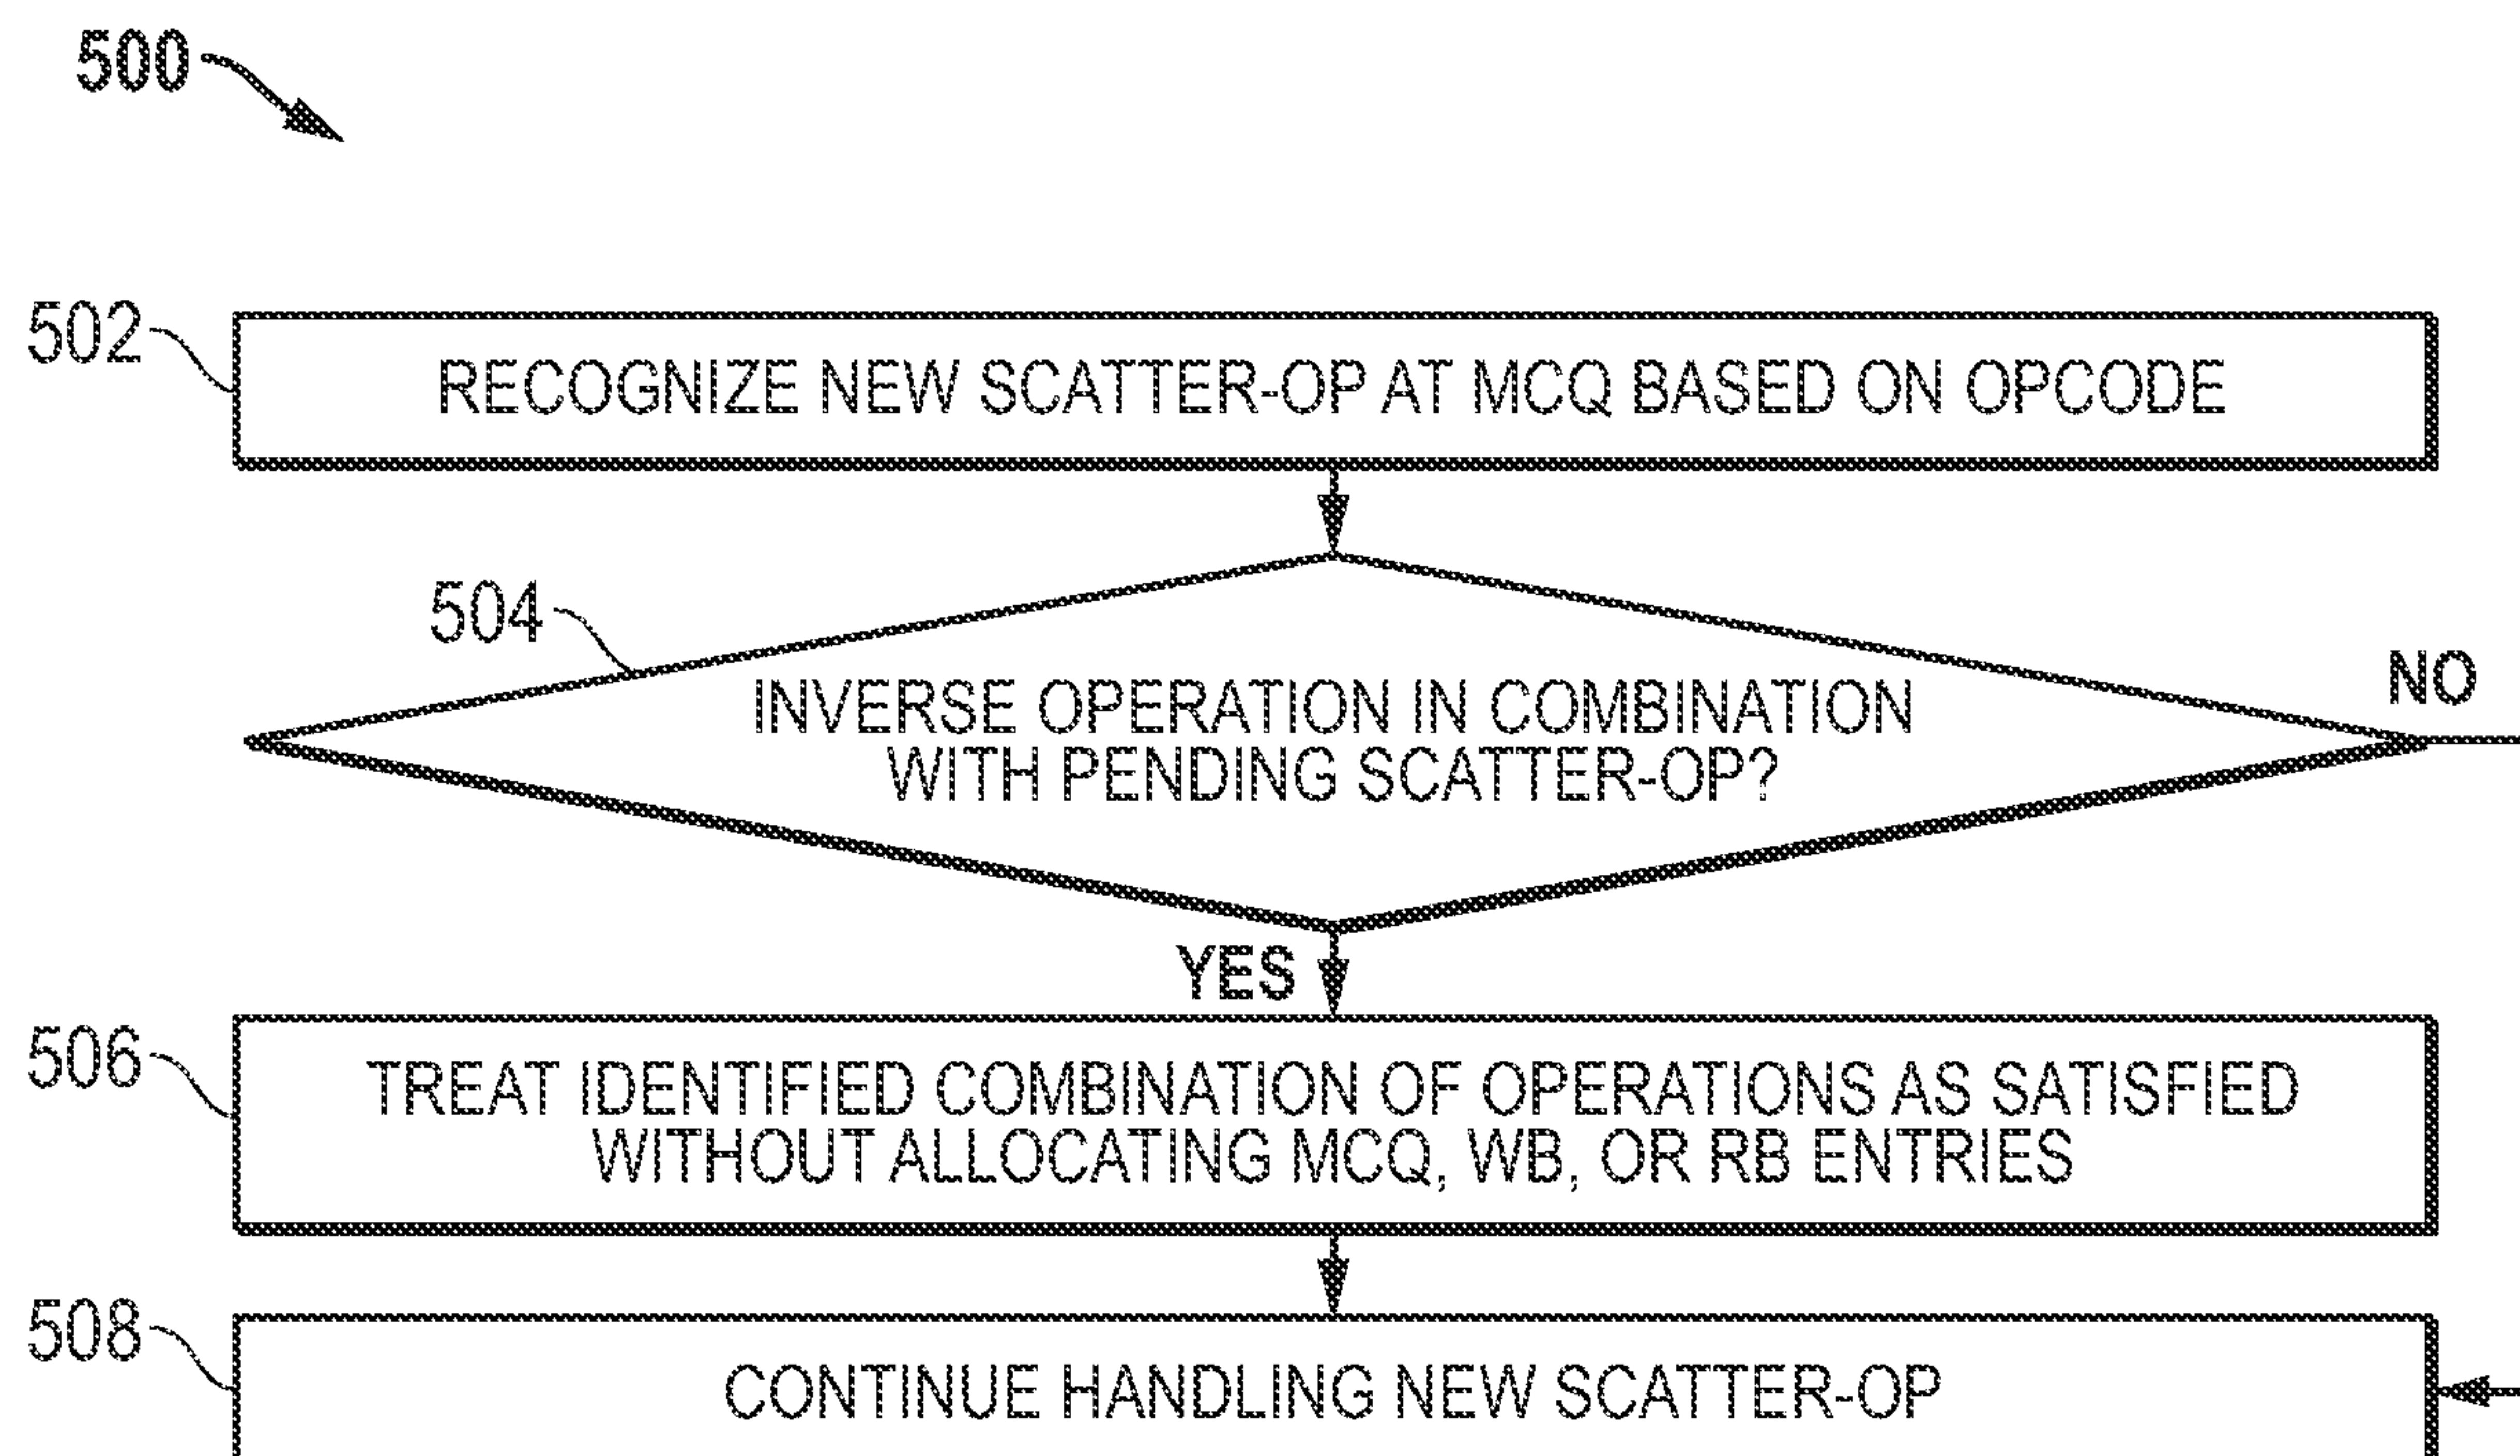 500
502
RECOGNIZE NEW SCATTER-OP AT MCQ BASED ON OPCODE
504
INVERSE OPERATION IN COMBINATION
WITH PENDING SCATTER-OP?
NO
YES
506
TREAT IDENTIFIED COMBINATION OF OPERATIONS AS SATISFIED
WITHOUT ALLOCATING MCQ, WB, OR RB ENTRIES
508
CONTINUE HANDLING NEW SCATTER-OP